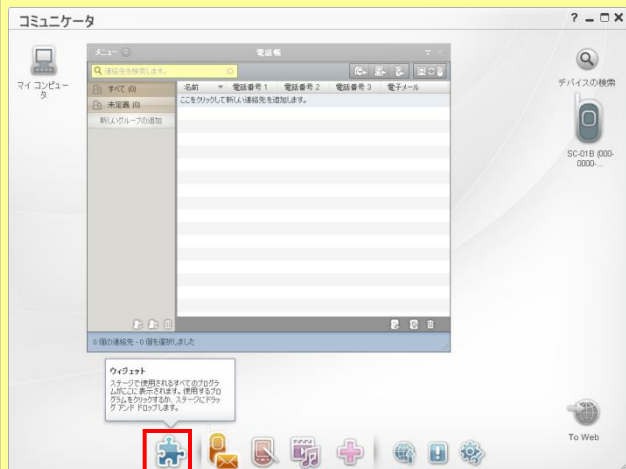 コミュニケータ
? _ □ ×
マイ コンピュー
タ
メニュー
電話帳
連絡先を検索します。
すべて (0)
未定義 (0)
新しいグループの追加
名前 ▼ 電話番号 1 電話番号 2 電話番号 3 電子メール
ここをクリックして新しい連絡先を追加します。
0 個の連絡先 - 0 個を選択しました
デバイスの検索
SC-01B (000-
0000-...
To Web
ウィジェット
ステージで使用されるすべてのプログラ
ムがここに表示されます。使用するプロ
グラムをクリックするか、ステージにドラッ
グ アンド ドロップします。